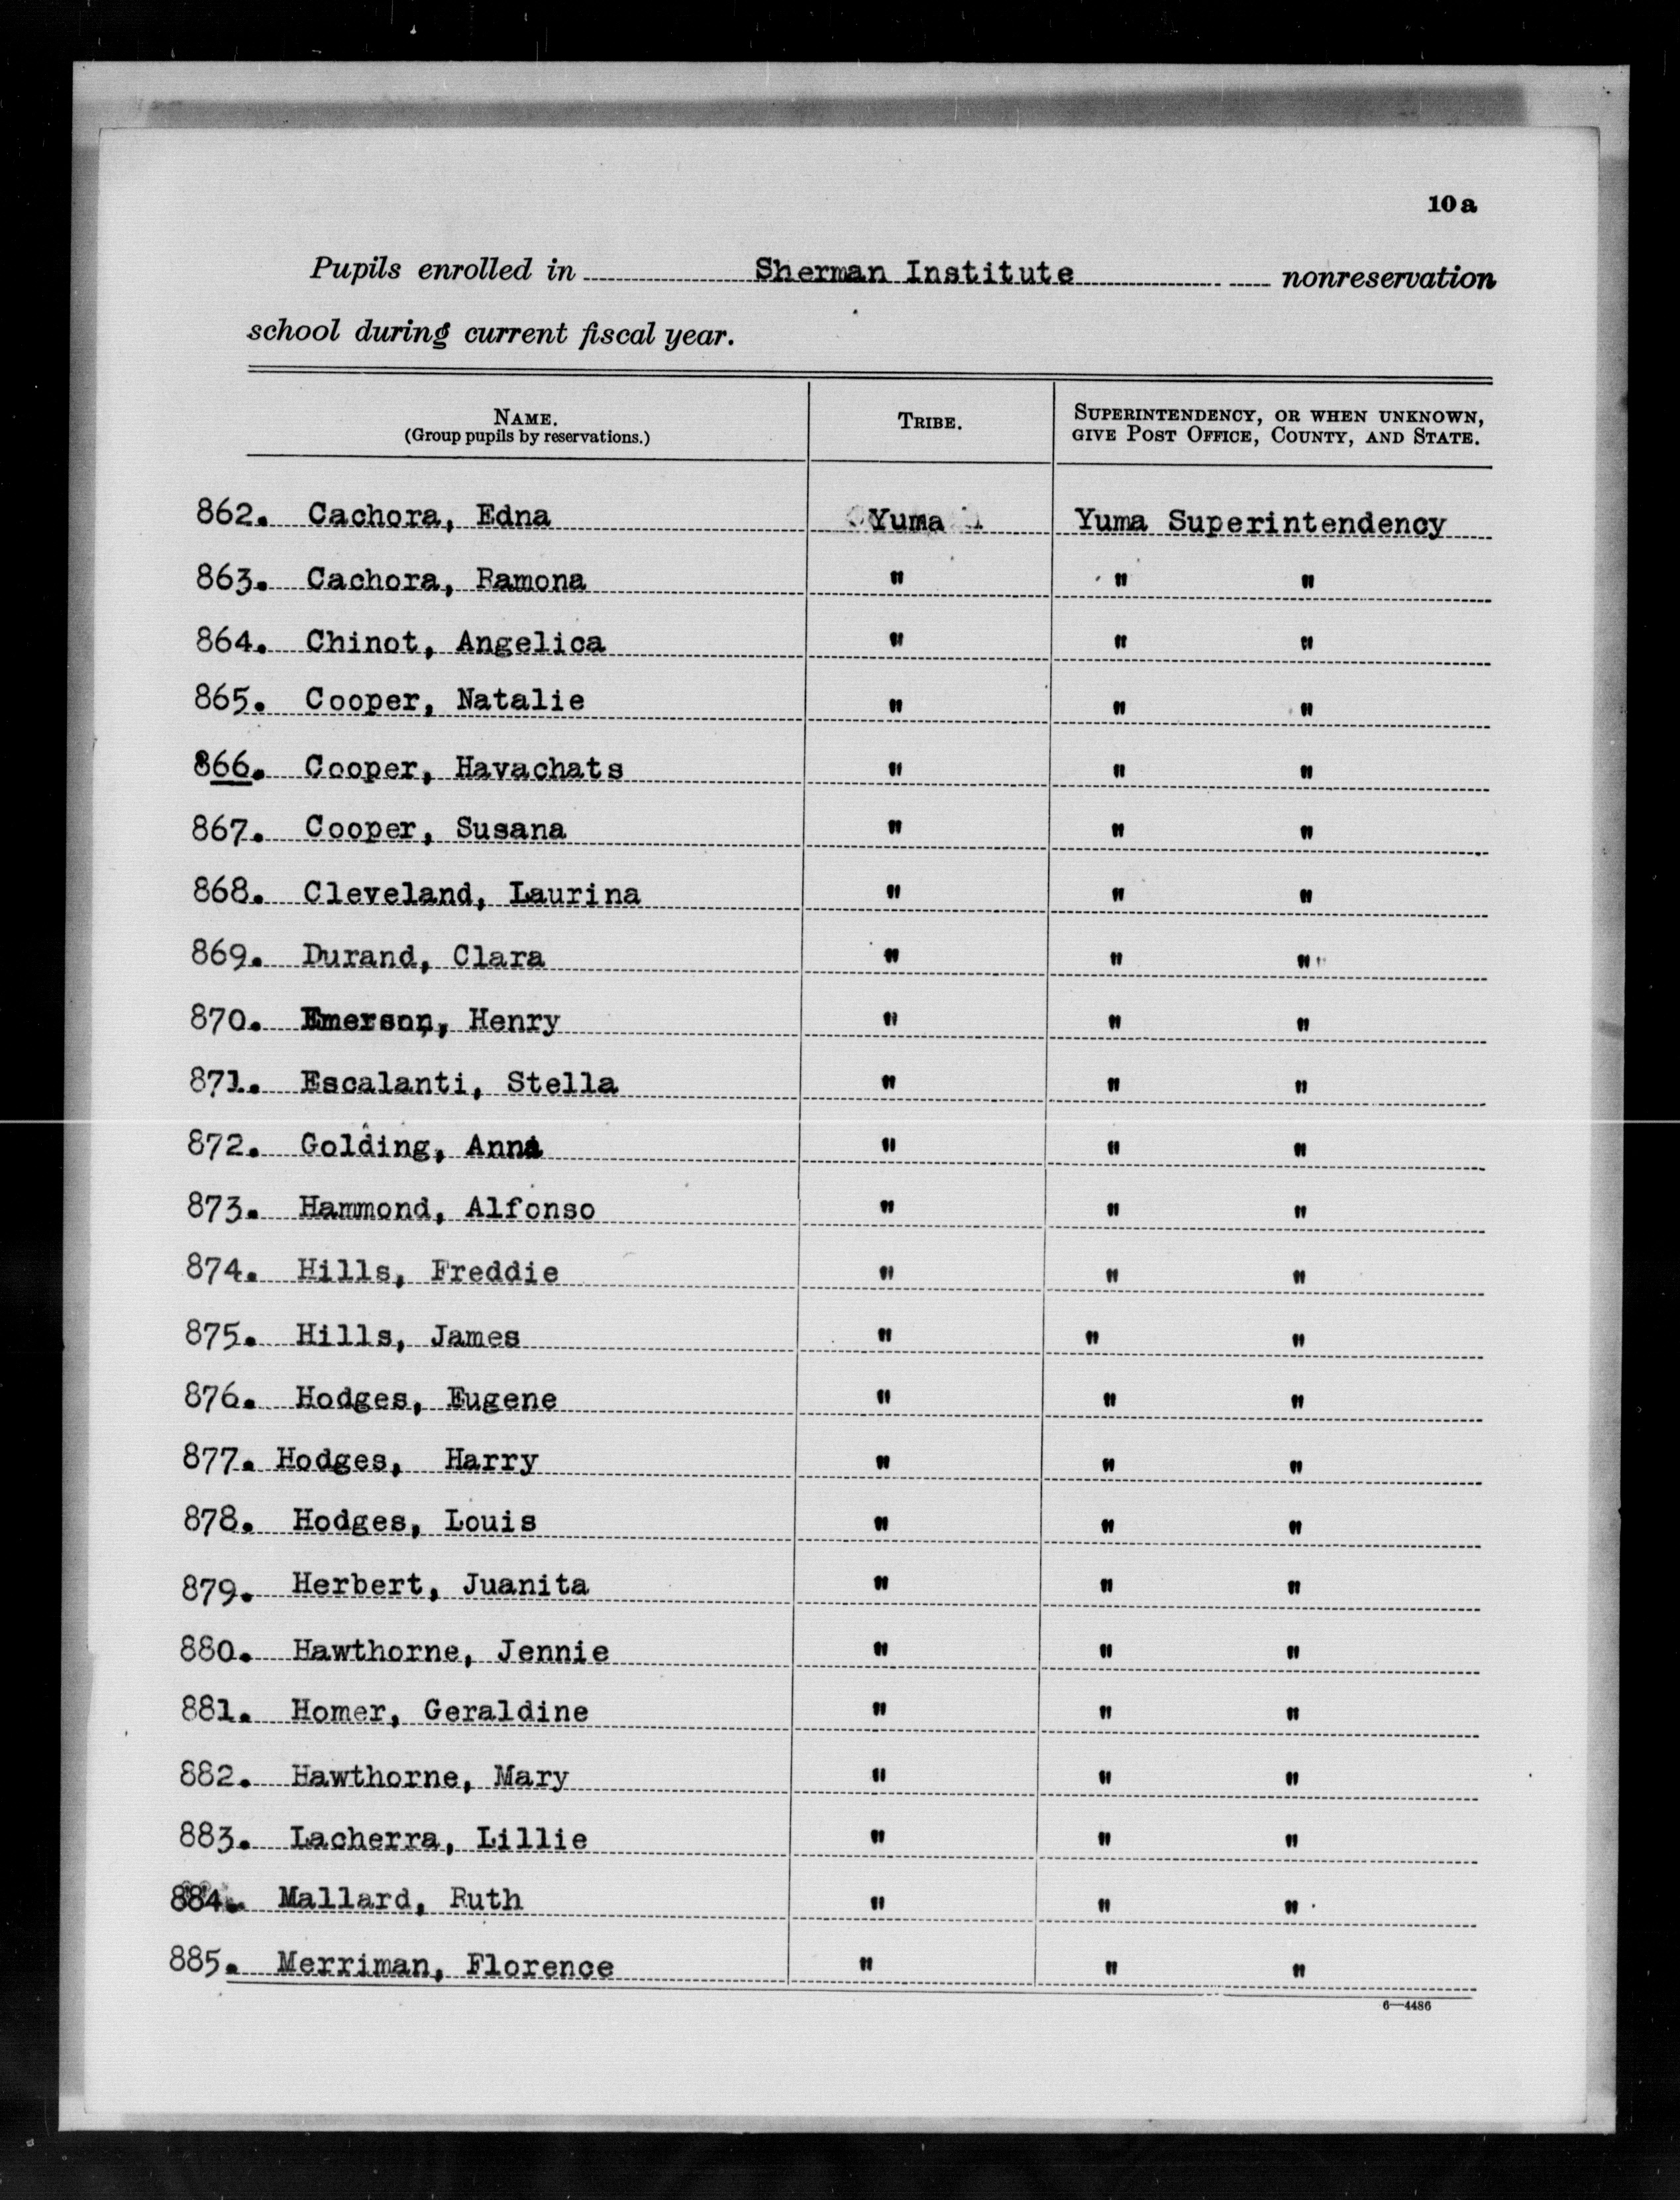 10a
Pupils enrolled in Sherman Institute nonreservation
school during current fiscal year.
NAME. TRIBE. SUPERINTENDENCY, OR WHEN UNKNOWN,
(Group pupils by reservations.) GIVE POST OFFICE, COUNTY, AND STATE.
862. Cachora, Edna Yuma Yuma Superintendency
863. Cachora, Ramona " " "
864. Chinot, Angelica " " "
865. Cooper, Natalie " " "
866. Cooper, Havachats " " "
867. Cooper, Susana " " "
868. Cleveland, Laurina " " "
869. Durand, Clara " " "
870. Emerson, Henry " " "
871. Escalanti, Stella " " "
872. Golding, Anna " " "
873. Hammond, Alfonso " " "
874. Hills, Freddie " " "
875. Hills, James " " "
876. Hodges, Eugene " " "
877. Hodges, Harry " " "
878. Hodges, Louis " " "
879. Herbert, Juanita " " "
880. Hawthorne, Jennie " " "
881. Homer, Geraldine " " "
882. Hawthorne, Mary " " "
883. Lacherra, Lillie " " "
884. Mallard, Ruth " " "
885. Merriman, Florence " " "
6—4486